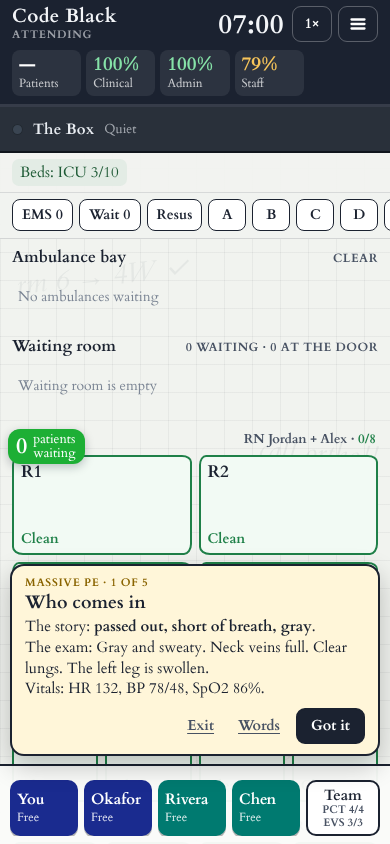 Code Black
ATTENDING
07:00
1×
—
Patients
100%
Clinical
100%
Admin
79%
Staff
The Box Quiet
Beds: ICU 3/10
EMS 0
Wait 0
Resus
A
B
C
D
Ambulance bay
CLEAR
rm 6 → 4W ✓
No ambulances waiting
Waiting room
0 WAITING · 0 AT THE DOOR
Waiting room is empty
0 patients
waiting
RN Jordan + Alex · 0/8
R1
R2
Clean
Clean
MASSIVE PE · 1 OF 5
Who comes in
The story: passed out, short of breath, gray.
The exam: Gray and sweaty. Neck veins full. Clear
lungs. The left leg is swollen.
Vitals: HR 132, BP 78/48, SpO2 86%.
Exit
Words
Got it
You
Free
Okafor
Free
Rivera
Free
Chen
Free
Team
PCT 4/4
EVS 3/3